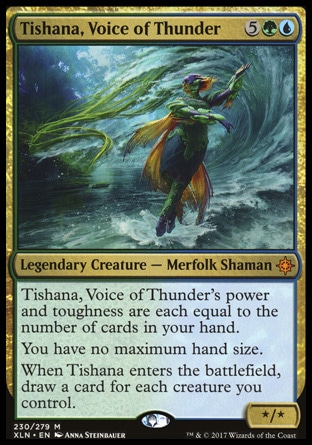 Tishana, Voice of Thunder 5
Legendary Creature — Merfolk Shaman
Tishana, Voice of Thunder's power
and toughness are each equal to the
number of cards in your hand.
You have no maximum hand size.
When Tishana enters the battlefield,
draw a card for each creature you
control.
*/*
230/279 M
XLN • EN Anna Steinbauer
™ & © 2017 Wizards of the Coast